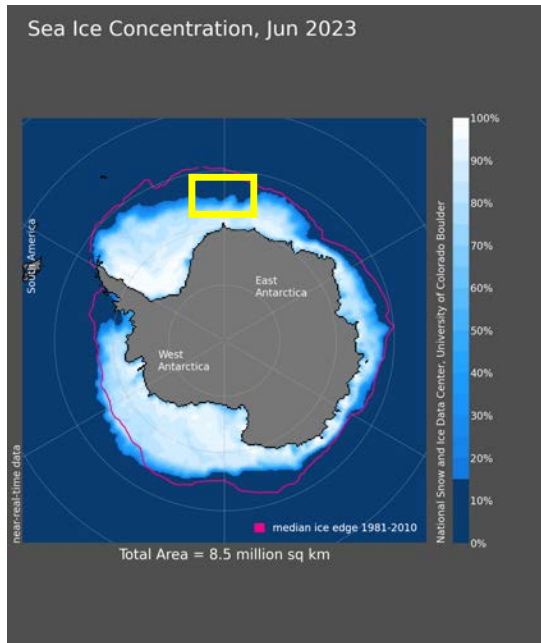 Sea Ice Concentration, Jun 2023
South America
East
Antarctica
West
Antarctica
near-real-time data
median ice edge 1981-2010
Total Area = 8.5 million sq km
100%
90%
80%
70%
60%
50%
40%
30%
20%
10%
0%
National Snow and Ice Data Center, University of Colorado Boulder